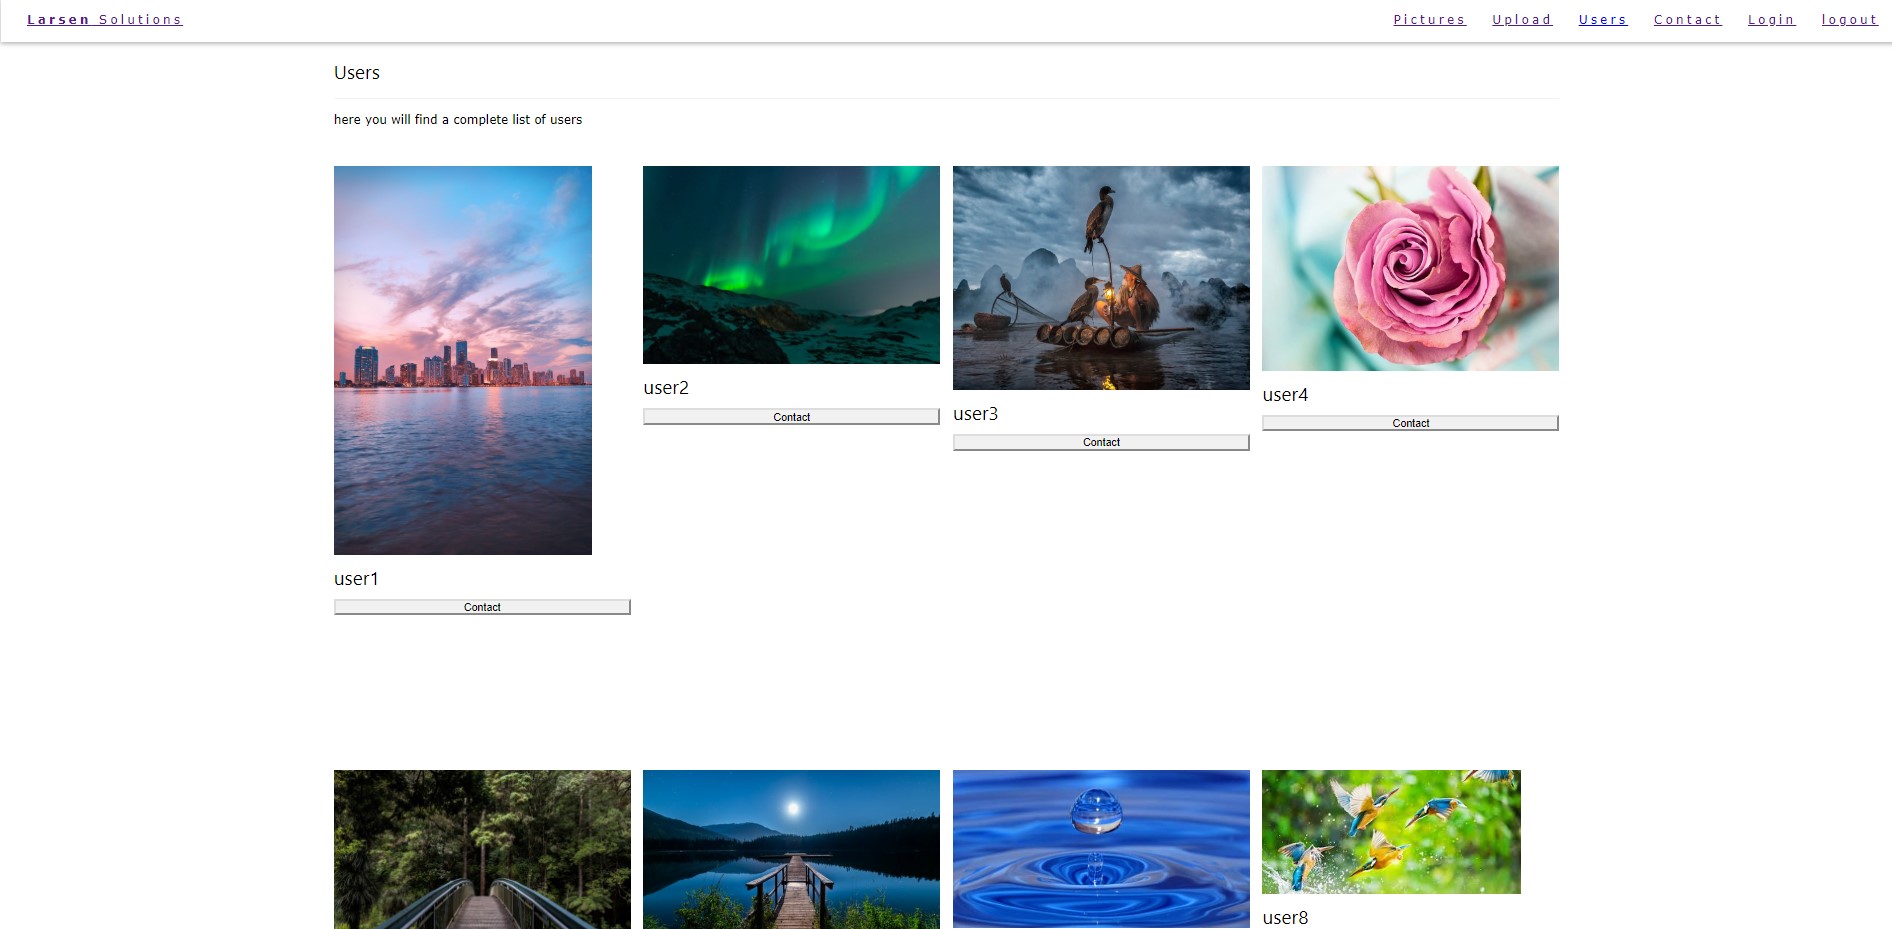 Larsen Solutions
Pictures Upload Users Contact Login logout
Users
here you will find a complete list of users
user2
Contact
user3
Contact
user4
Contact
user1
Contact
user8